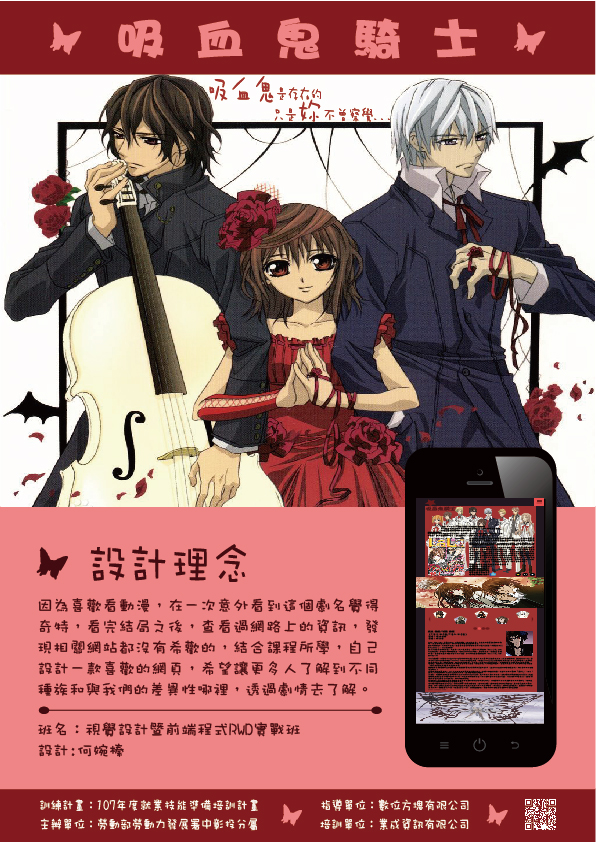 吸血鬼騎士
吸血鬼是存在的
只是妳不曾察覺...
設計理念
因為喜歡看動漫，在一次意外看到這個劇名覺得
奇特，看完結局之後，查看過網路上的資訊，發
現相關網站都沒有喜歡的，結合課程所學，自己
設計一款喜歡的網頁，希望讓更多人了解到不同
種族和與我們的差異性哪裡，透過劇情去了解。
班名：視覺設計暨前端程式RWD實戰班
設計:何婉榛
訓練計畫：107年度就業技能準備培訓計畫
指導單位：數位方塊有限公司
主辦單位：勞動部勞動力發展署中彰投分屬
培訓單位：業成資訊有限公司